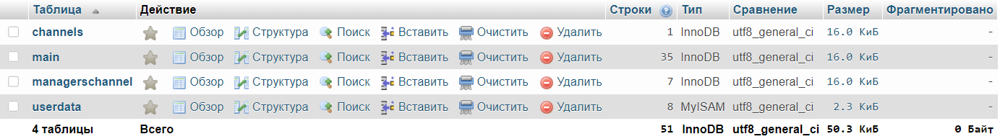 Таблица Действие Строки Тип Сравнение Размер Фрагментировано
channels Обзор Структура Поиск Вставить Очистить Удалить 1 InnoDB utf8_general_ci 16.0 КиБ -
main Обзор Структура Поиск Вставить Очистить Удалить 35 InnoDB utf8_general_ci 16.0 КиБ -
managerschannel Обзор Структура Поиск Вставить Очистить Удалить 7 InnoDB utf8_general_ci 16.0 КиБ -
userdata Обзор Структура Поиск Вставить Очистить Удалить 8 MyISAM utf8_general_ci 2.3 КиБ -
4 таблицы Всего 51 InnoDB utf8_general_ci 50.3 КиБ 0 Байт